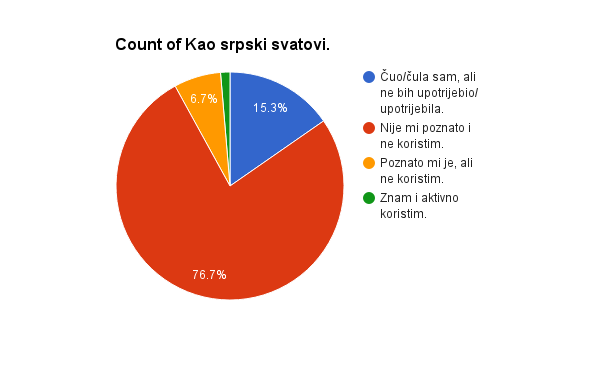 Count of Kao srpski svatovi.
6.7%
15.3%
76.7%
Čuo/čula sam, ali
ne bih upotrijebio/
upotrijebila.
Nije mi poznato i
ne koristim.
Poznato mi je, ali
ne koristim.
Znam i aktivno
koristim.